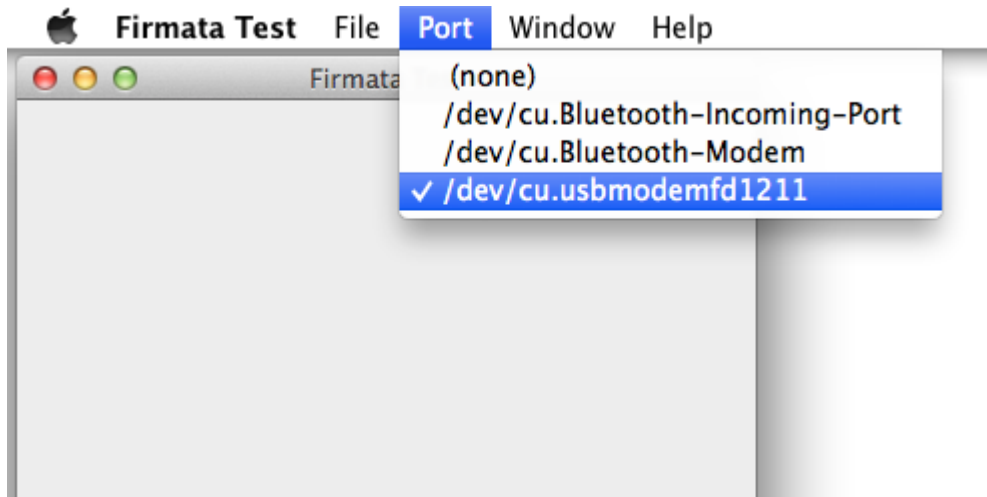 Firmata Test File Port Window Help
Firmata
(none)
/dev/cu.Bluetooth-Incoming-Port
/dev/cu.Bluetooth-Modem
✓ /dev/cu.usbmodemfd1211